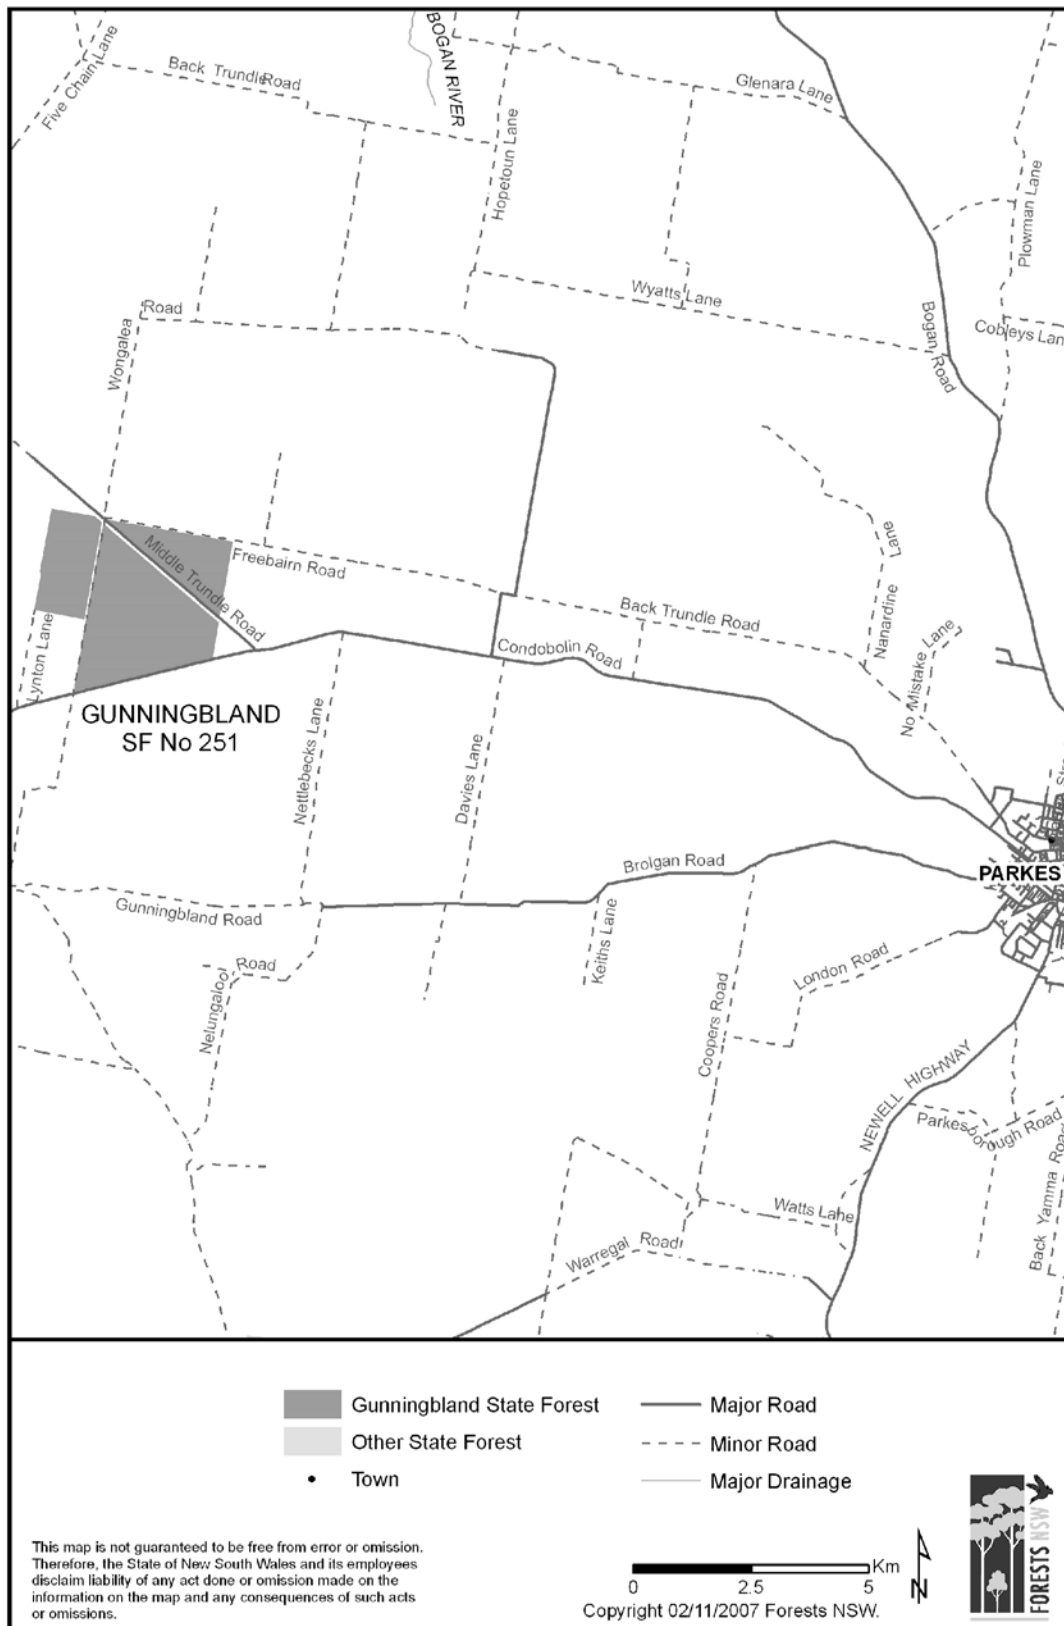 BOGAN RIVER
Five Chain Lane
Back Trundle Road
Glenara Lane
Hopetoun Lane
Plowman Lane
Wyatts Lane
Road
Wongalea
Bogan Road
Cobleys Lan
Middle Trundle Road
Freebairn Road
Nanardine Lane
Back Trundle Road
No Mistake Lane
Lynton Lane
Condobolin Road
GUNNINGBLAND
SF No 251
Nettlebecks Lane
Davies Lane
Brolgan Road
PARKES
Gunningbland Road
Keiths Lane
London Road
Nelungaloo Road
Coopers Road
NEWELL HIGHWAY
Parkesborough Road
Back Yamma Road
Watts Lane
Warregal Road
Gunningbland State Forest
Other State Forest
Town
Major Road
Minor Road
Major Drainage
This map is not guaranteed to be free from error or omission.
Therefore, the State of New South Wales and its employees
disclaim liability of any act done or omission made on the
information on the map and any consequences of such acts
or omissions.
0 2.5 5 Km
Copyright 02/11/2007 Forests NSW.
N
FORESTS NSW